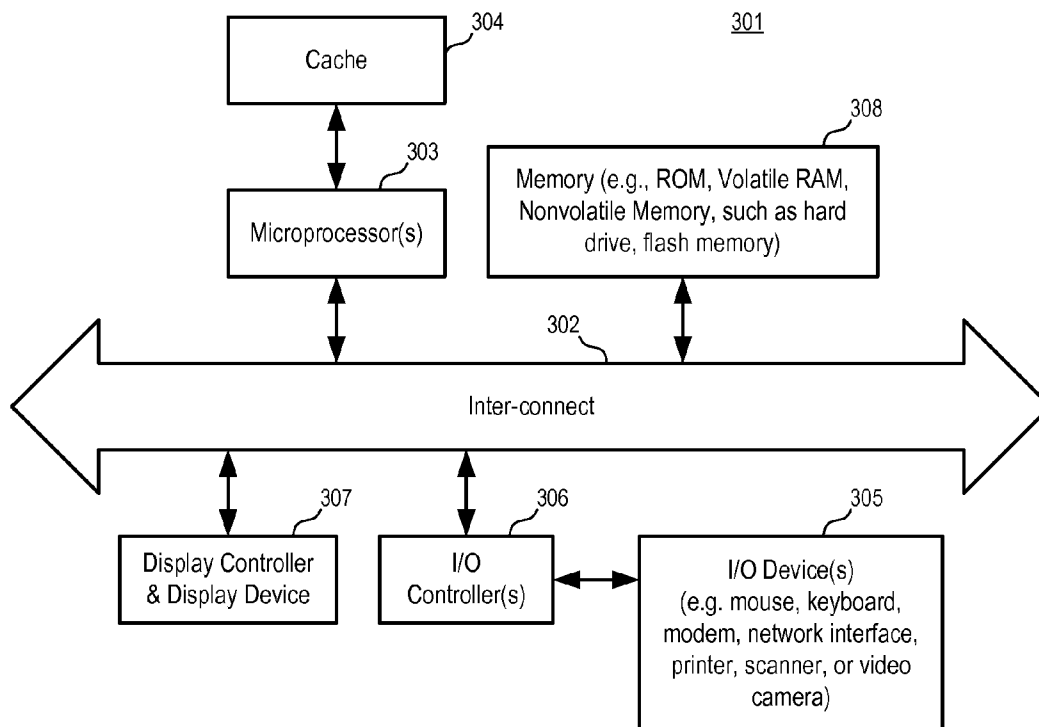 304
301
Cache
303
308
Microprocessor(s)
Memory (e.g., ROM, Volatile RAM,
Nonvolatile Memory, such as hard
drive, flash memory)
302
Inter-connect
307
306
305
Display Controller
& Display Device
I/O
Controller(s)
I/O Device(s)
(e.g. mouse, keyboard,
modem, network interface,
printer, scanner, or video
camera)